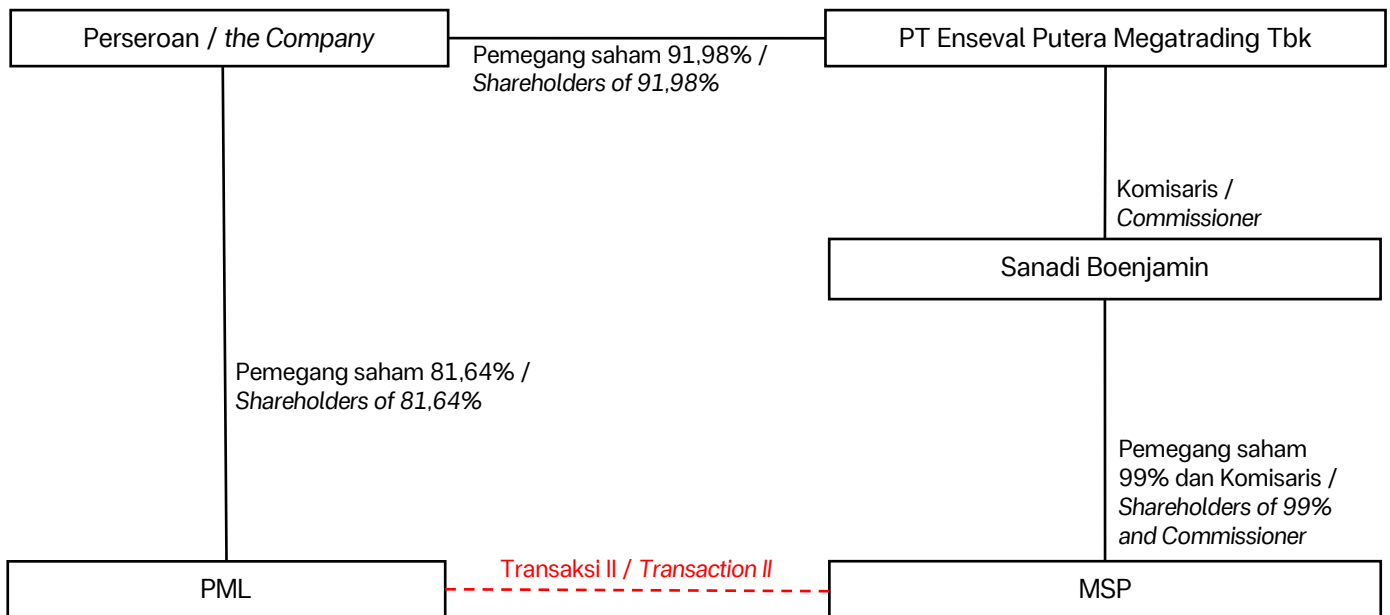 Perseroan / the Company
PT Enseval Putera Megatrading Tbk
Pemegang saham 91,98% /
Shareholders of 91,98%
Komisaris /
Commissioner
Sanadi Boenjamin
Pemegang saham 81,64% /
Shareholders of 81,64%
Pemegang saham
99% dan Komisaris /
Shareholders of 99%
and Commissioner
PML
Transaksi II / Transaction II
MSP